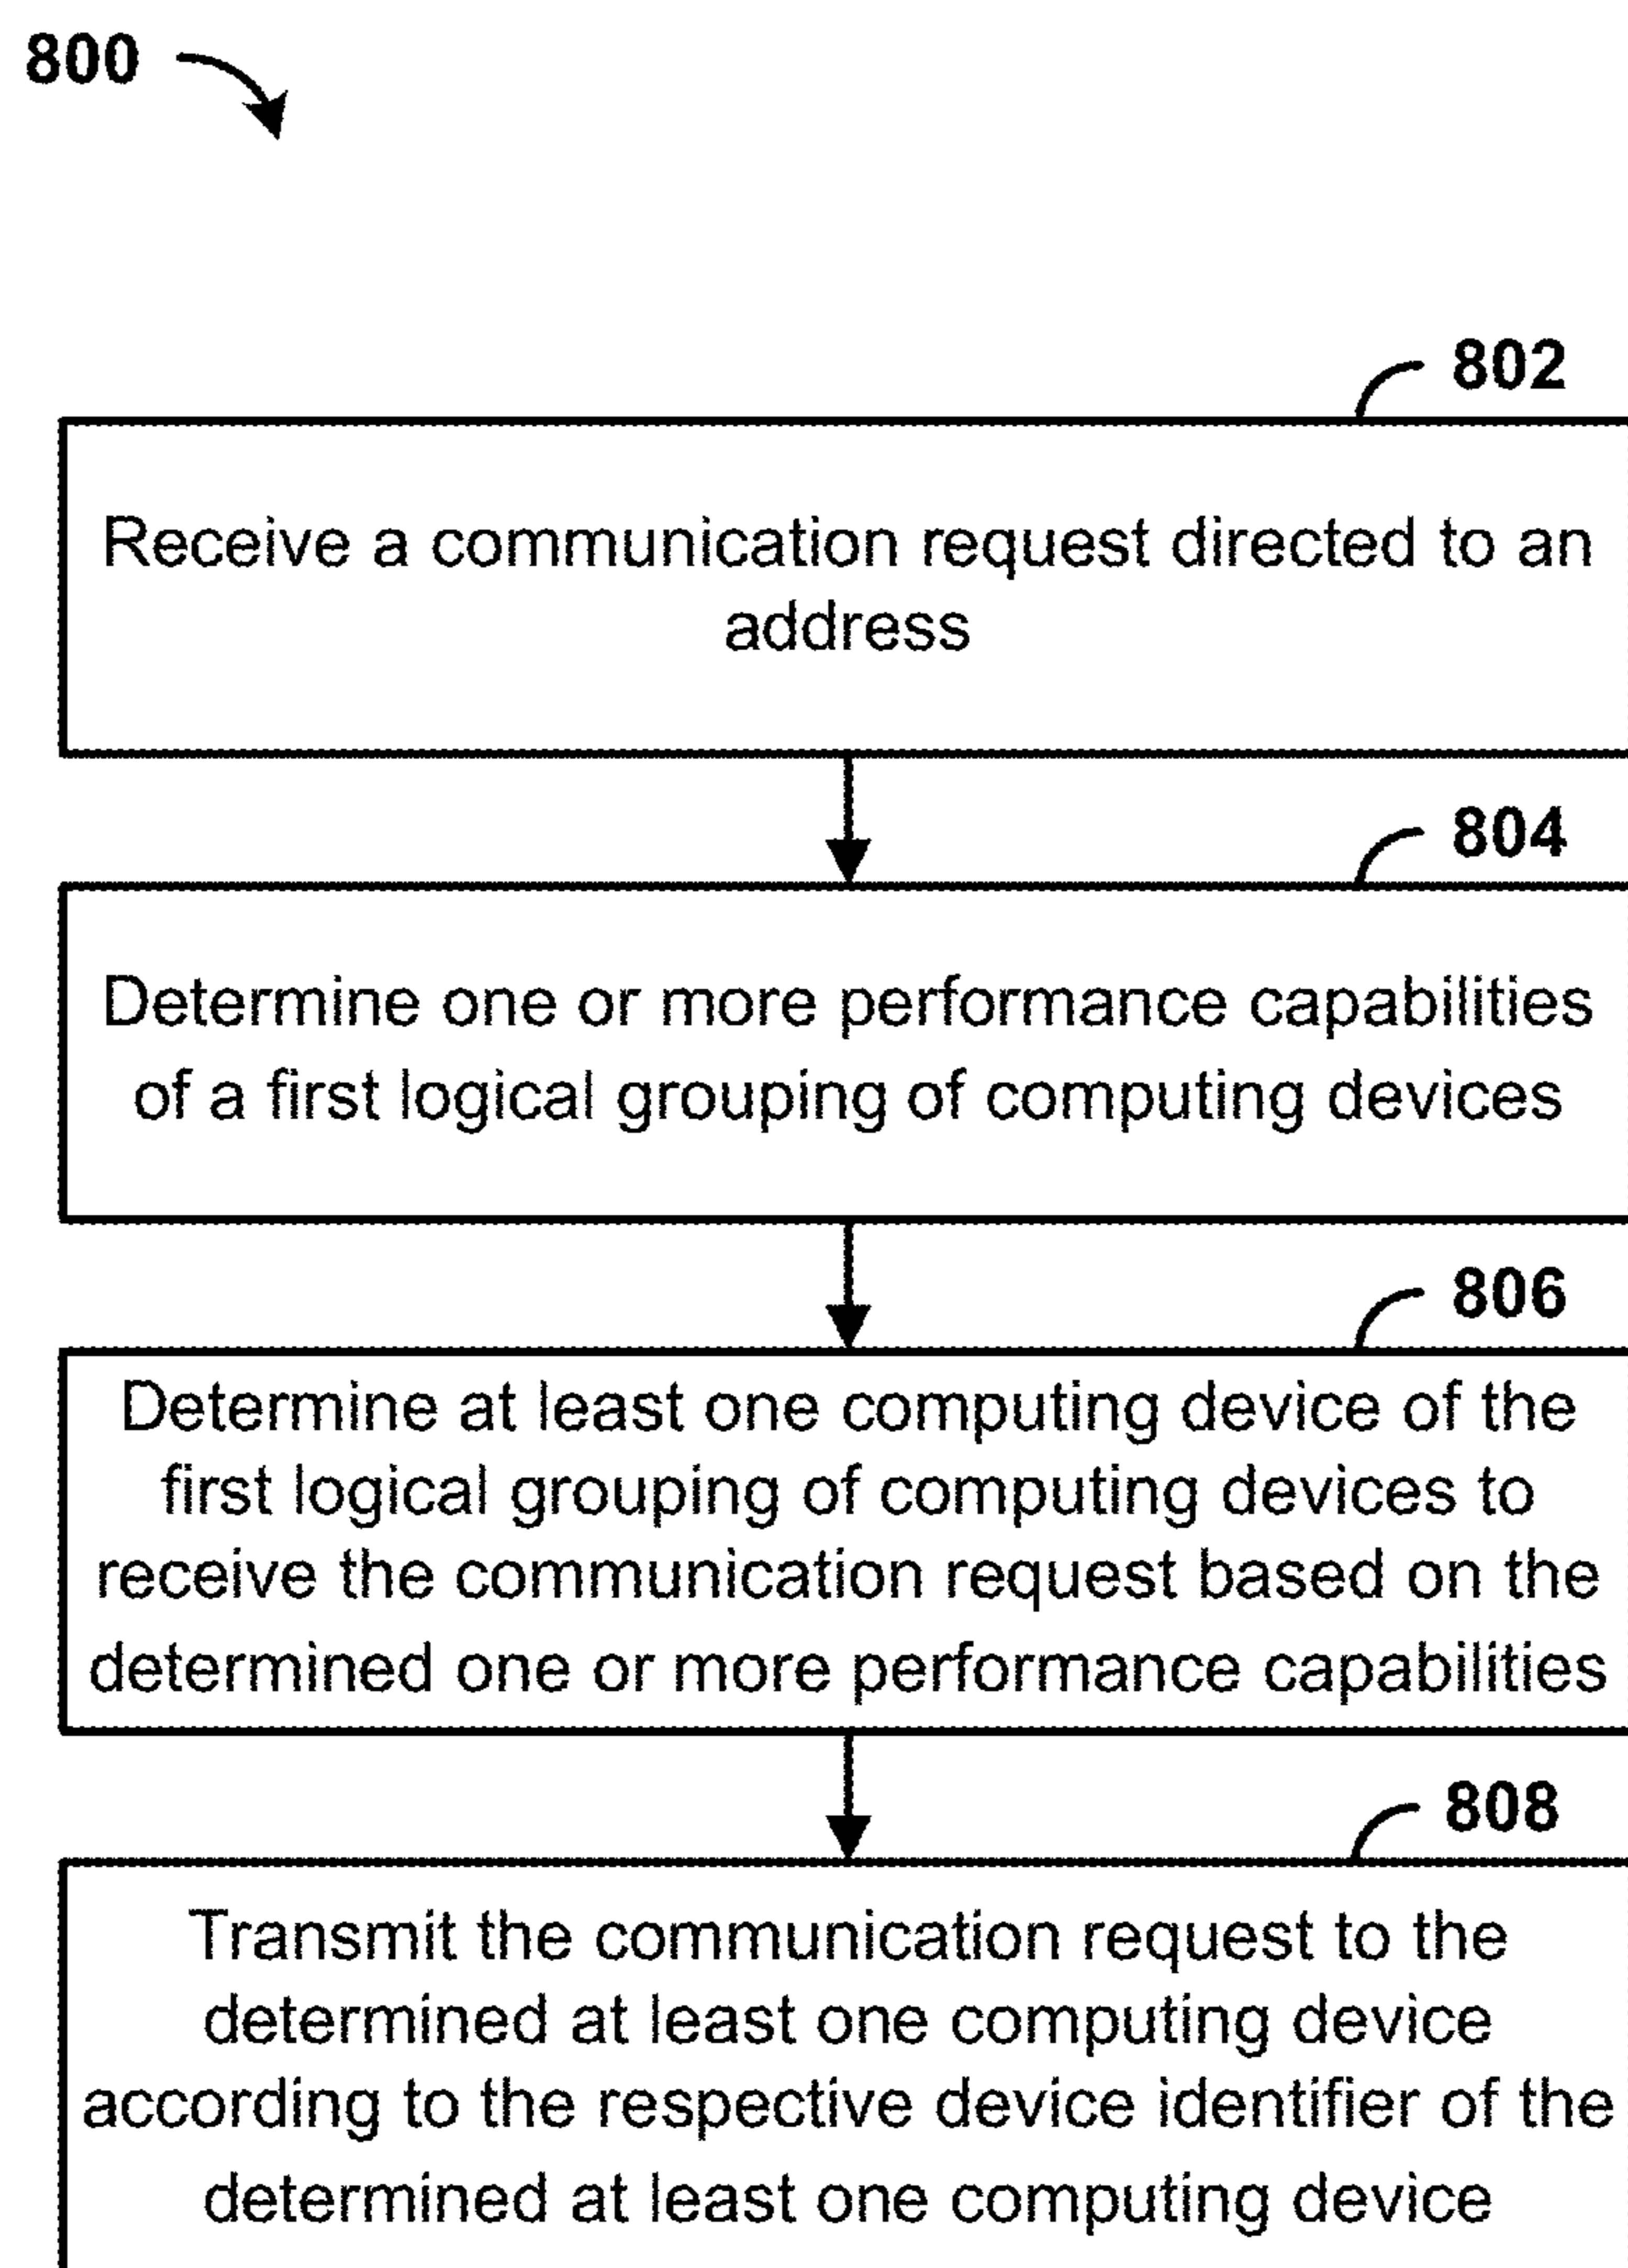 800
802
Receive a communication request directed to an
address
804
Determine one or more performance capabilities
of a first logical grouping of computing devices
806
Determine at least one computing device of the
first logical grouping of computing devices to
receive the communication request based on the
determined one or more performance capabilities
808
Transmit the communication request to the
determined at least one computing device
according to the respective device identifier of the
determined at least one computing device